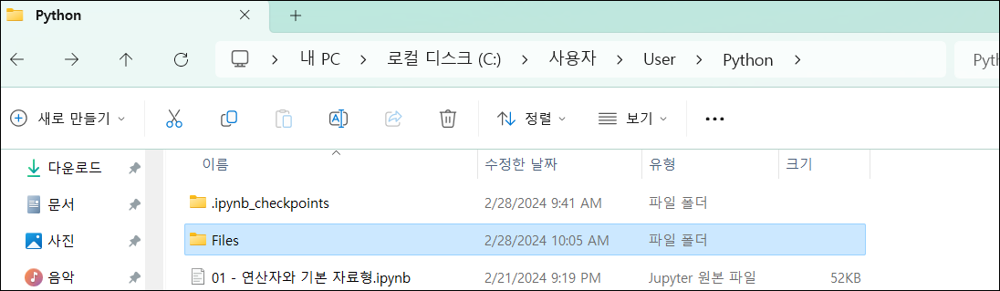 Python
내 PC > 로컬 디스크 (C:) > 사용자 > User > Python >
새로 만들기 정렬 보기 ...
이름 수정한 날짜 유형 크기
다운로드
문서
사진
음악
.ipynb_checkpoints 2/28/2024 9:41 AM 파일 폴더
Files 2/28/2024 10:05 AM 파일 폴더
01 - 연산자와 기본 자료형.ipynb 2/21/2024 9:19 PM Jupyter 원본 파일 52KB